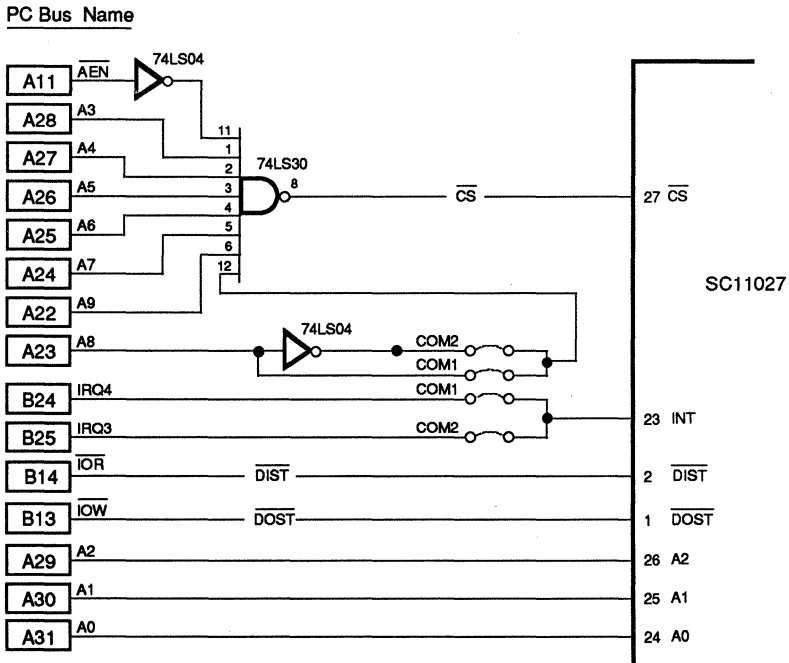 PC Bus Name
74LS04
A11 AEN
A28 A3
11
A27 A4
1
74LS30
2
A26 A5
3
8
CS
27 CS
4
A25 A6
5
A24 A7
6
12
SC11027
A22 A9
74LS04
A23 A8
COM2
COM1
B24 IRQ4
COM1
23 INT
B25 IRQ3
COM2
B14 IOR
DIST
2 DIST
B13 IOW
DOST
1 DOST
A29 A2
26 A2
A30 A1
25 A1
A31 A0
24 A0